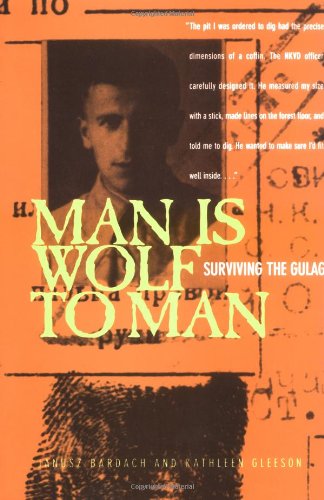 и по
"The pit I was ordered to dig had the precise
dimensions of a coffin. The NKVD officer
carefully designed it. He measured my size
with a stick, made lines on the forest floor, and
told me to dig. He wanted to make sure I'd fit
well inside. . . ."
MAN IS
WOLF
TO MAN
SURVIVING THE GULAG
JANUSZ BARDACH AND KATHLEEN GLEESON